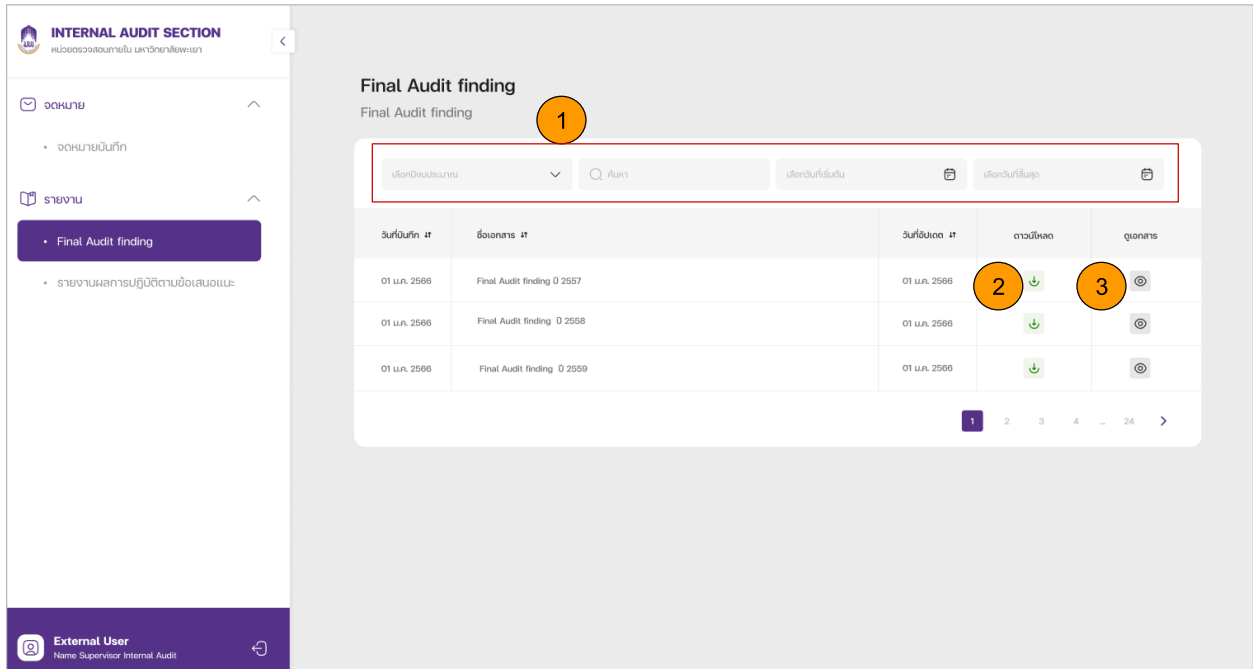 INTERNAL AUDIT SECTION
หน่วยตรวจสอบภายใน มหาวิทยาลัยพะเยา
จดหมาย
จดหมายบันทึก
รายงาน
Final Audit finding
รายงานผลการปฏิบัติตามข้อเสนอแนะ
External User
Name Supervisor Internal Audit
Final Audit finding
Final Audit finding
1
เลือกปีงบประมาณ ค้นหา เลือกวันที่เริ่มต้น เลือกวันที่สิ้นสุด
วันที่บันทึก ชื่อเอกสาร วันที่อัปเดต ดาวน์โหลด ดูเอกสาร
01 ม.ค. 2566 Final Audit finding ปี 2557 01 ม.ค. 2566 2 3
01 ม.ค. 2566 Final Audit finding ปี 2558 01 ม.ค. 2566
01 ม.ค. 2566 Final Audit finding ปี 2559 01 ม.ค. 2566
1 2 3 4 ... 24